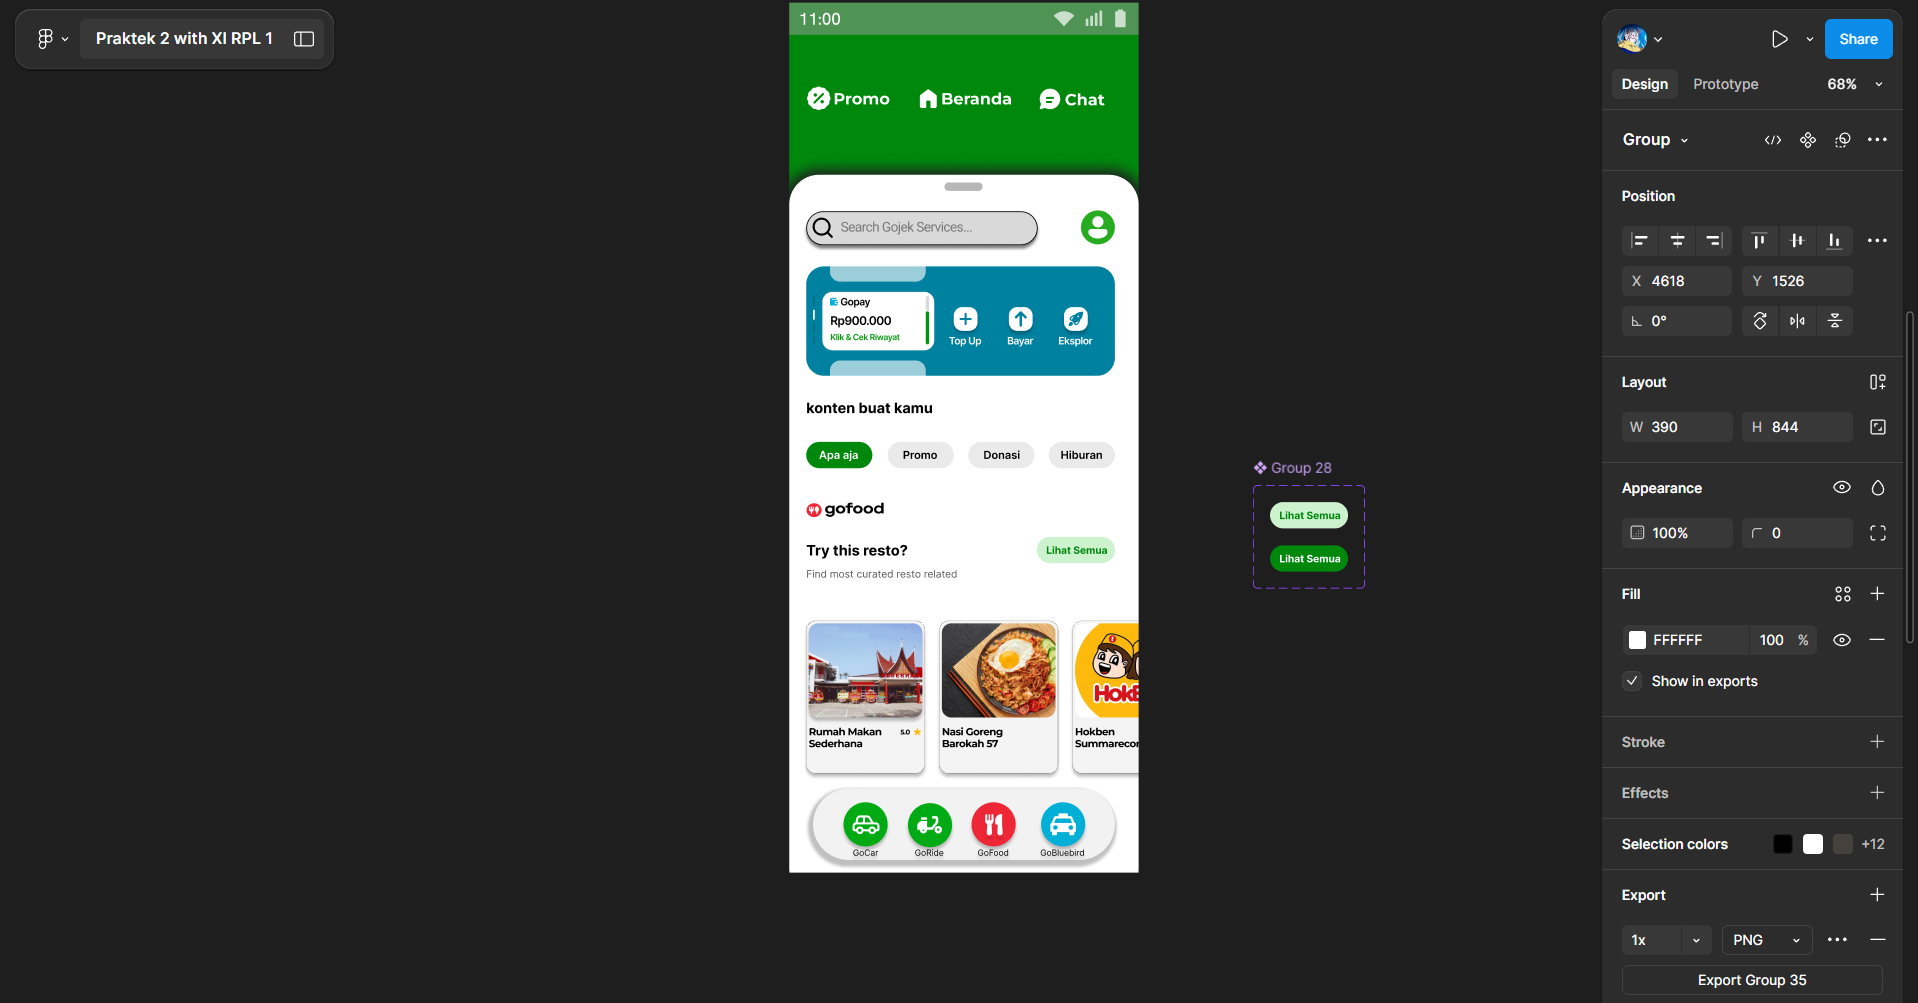 Praktek 2 with XI RPL 1
11:00
Promo
Beranda
Chat
Search Gojek Services...
Gopay
Rp900.000
Klik & Cek Riwayat
Top Up
Bayar
Eksplor
konten buat kamu
Apa aja
Promo
Donasi
Hiburan
gofood
Try this resto?
Lihat Semua
Find most curated resto related
HOKB
Rumah Makan
Sederhana
5.0
Nasi Goreng
Barokah 57
Hokben
Summarecon
GoCar
GoRide
GoFood
GoBluebird
Group 28
Lihat Semua
Lihat Semua
Share
Design
Prototype
68%
Group
Position
X 4618
Y 1526
0°
Layout
W 390
H 844
Appearance
100%
0
Fill
FFFFFF
100 %
Show in exports
Stroke
Effects
Selection colors
+12
Export
1x
PNG
Export Group 35